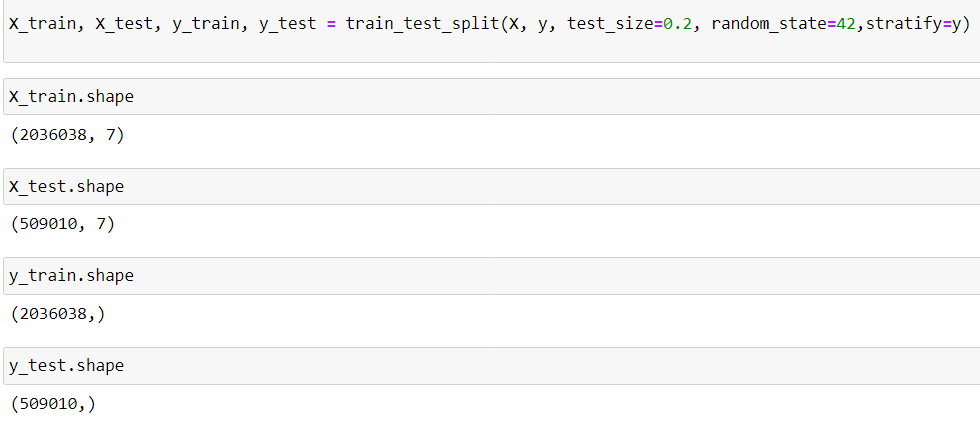 X_train, X_test, y_train, y_test = train_test_split(X, y, test_size=0.2, random_state=42,stratify=y)
X_train.shape
(2036038, 7)
X_test.shape
(509010, 7)
y_train.shape
(2036038,)
y_test.shape
(509010,)